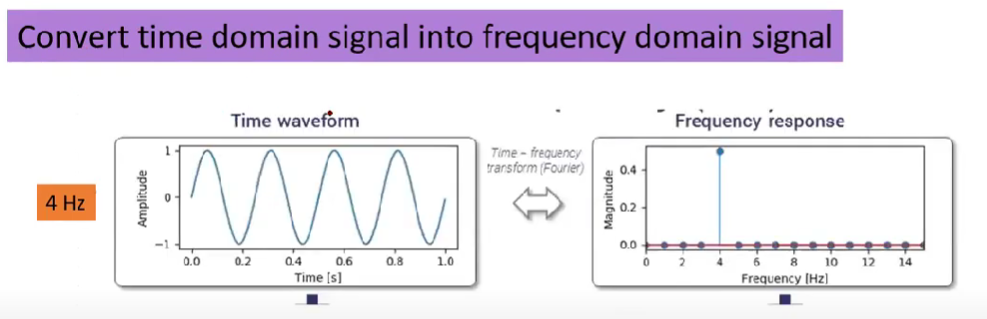 Convert time domain signal into frequency domain signal
Time waveform
Frequency response
4 Hz
Amplitude
1
0
−1
0.0 0.2 0.4 0.6 0.8 1.0
Time [s]
Time – frequency
transform (Fourier)
Magnitude
0.4
0.2
0.0
0 2 4 6 8 10 12 14
Frequency [Hz]